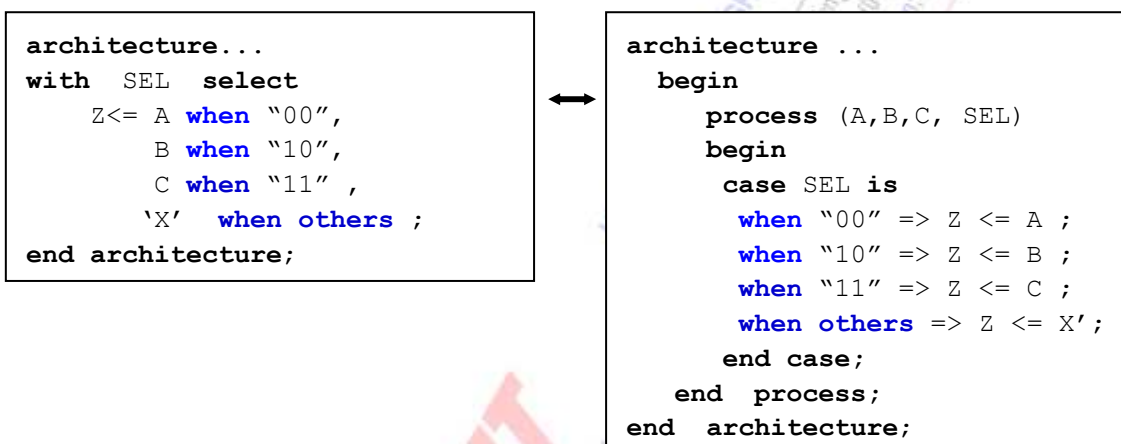 architecture...
with SEL select
Z<= A when “00”,
B when “10”,
C when “11” ,
‘X’ when others ;
end architecture;
architecture ...
begin
process (A,B,C, SEL)
begin
case SEL is
when “00” => Z <= A ;
when “10” => Z <= B ;
when “11” => Z <= C ;
when others => Z <= X’;
end case;
end process;
end architecture;